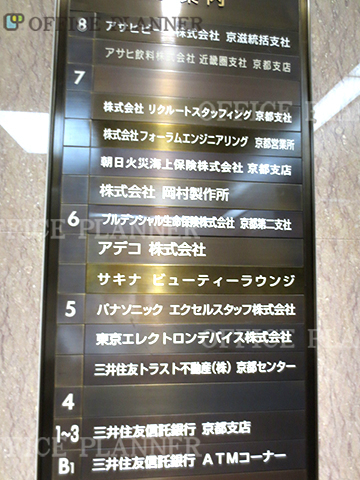 OFFICE PLANNER
案内
8 アサヒビール株式会社 京滋統括支社
アサヒ飲料株式会社 近畿圏支社 京都支店
7
株式会社 リクルートスタッフィング 京都支社
株式会社フォーラムエンジニアリング 京都営業所
朝日火災海上保険株式会社 京都支店
株式会社 岡村製作所
6 プルデンシャル生命保険株式会社 京都第二支社
アデコ 株式会社
サキナ ビューティーラウンジ
5 パナソニック エクセルスタッフ株式会社
東京エレクトロンデバイス株式会社
三井住友トラスト不動産(株) 京都センター
4
1~3 三井住友信託銀行 京都支店
B1 三井住友信託銀行 ATMコーナー